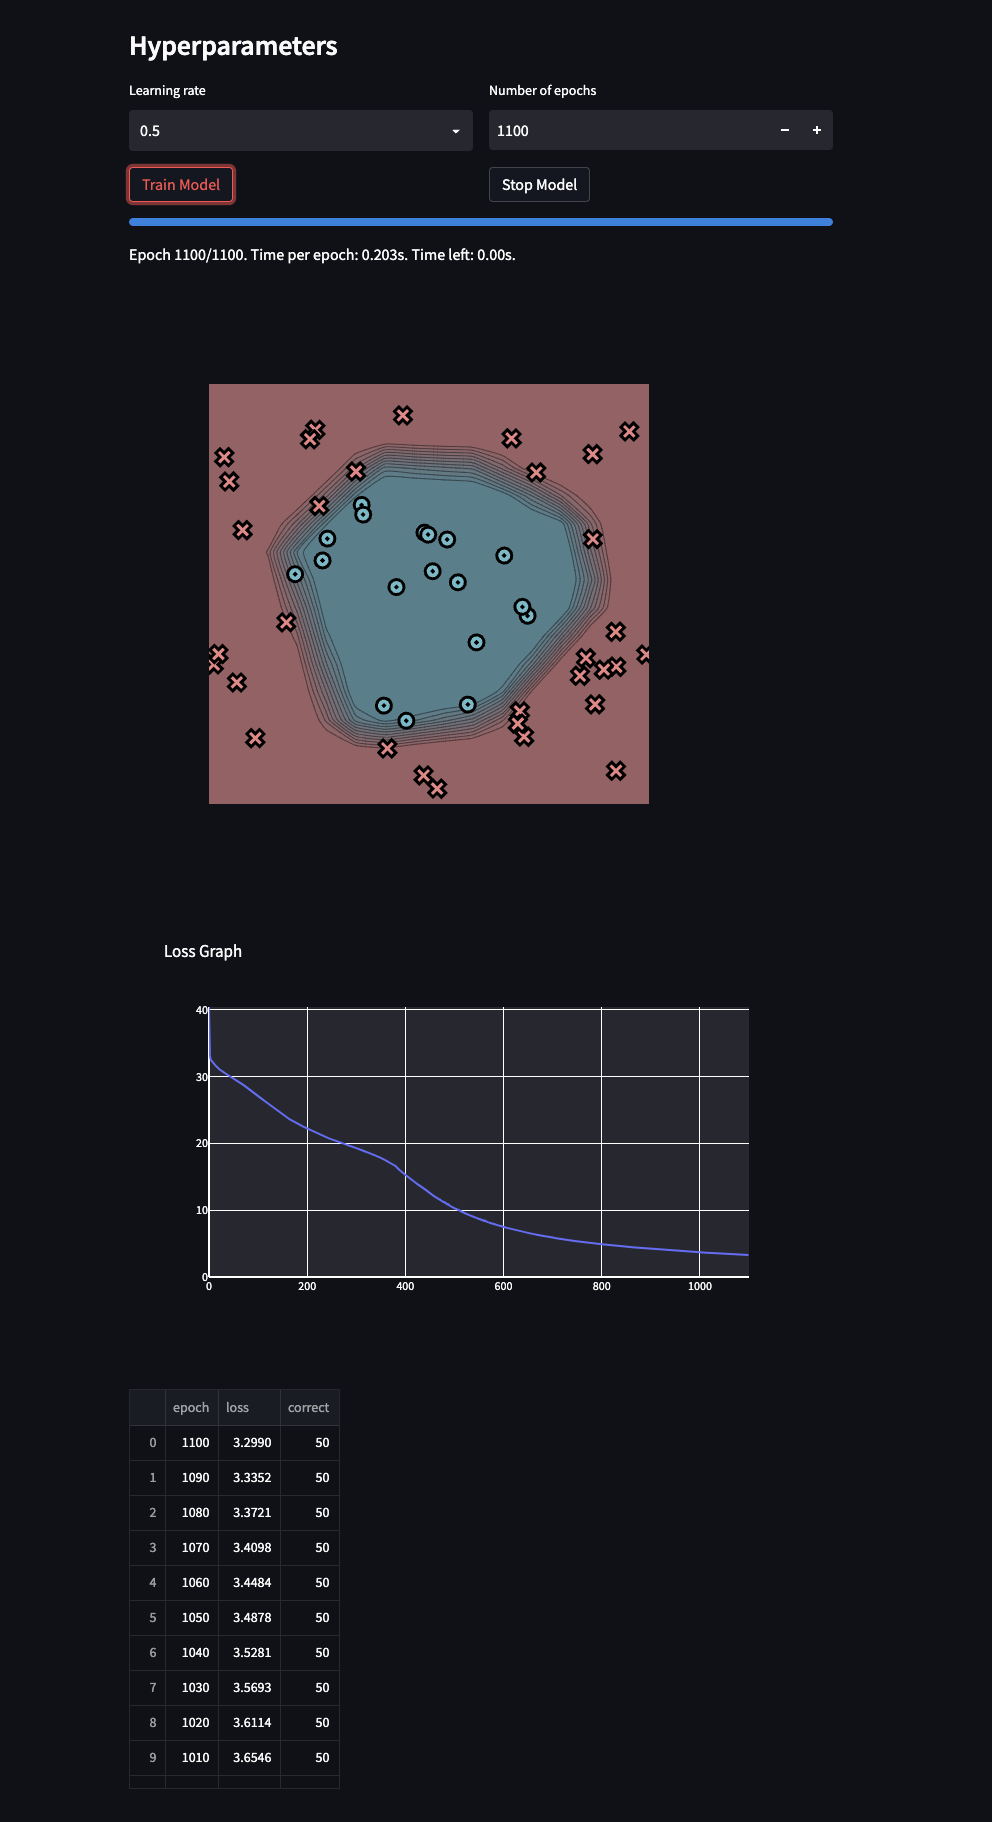 Hyperparameters
Learning rate
Number of epochs
0.5
1100
Train Model
Stop Model
Epoch 1100/1100. Time per epoch: 0.203s. Time left: 0.00s.
Loss Graph
40
30
20
10
0
0 200 400 600 800 1000
epoch loss correct
0 1100 3.2990 50
1 1090 3.3352 50
2 1080 3.3721 50
3 1070 3.4098 50
4 1060 3.4484 50
5 1050 3.4878 50
6 1040 3.5281 50
7 1030 3.5693 50
8 1020 3.6114 50
9 1010 3.6546 50